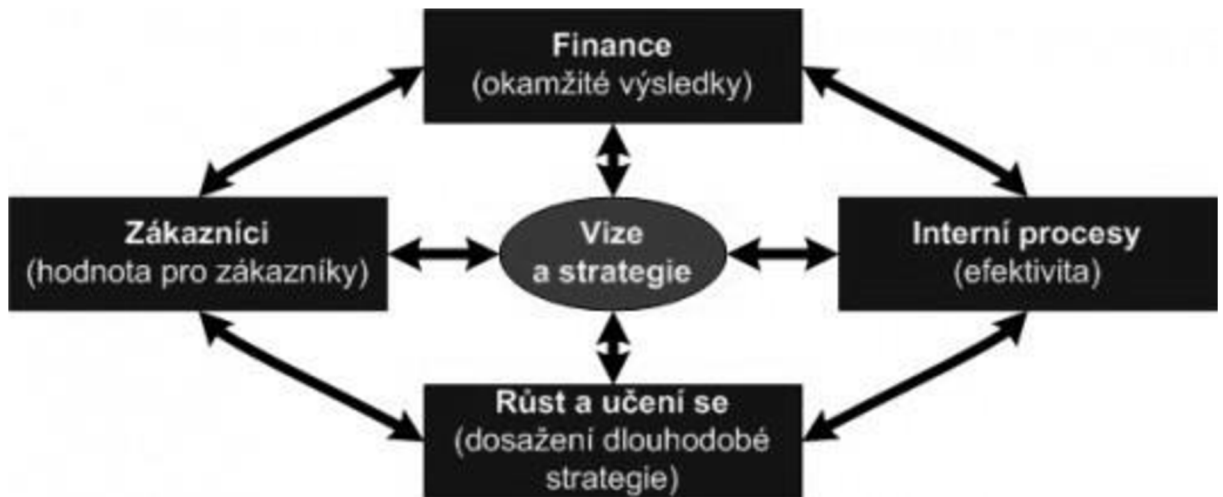 Finance
(okamžité výsledky)
Zákazníci
(hodnota pro zákazníky)
Vize
a strategie
Interní procesy
(efektivita)
Růst a učení se
(dosažení dlouhodobé
strategie)